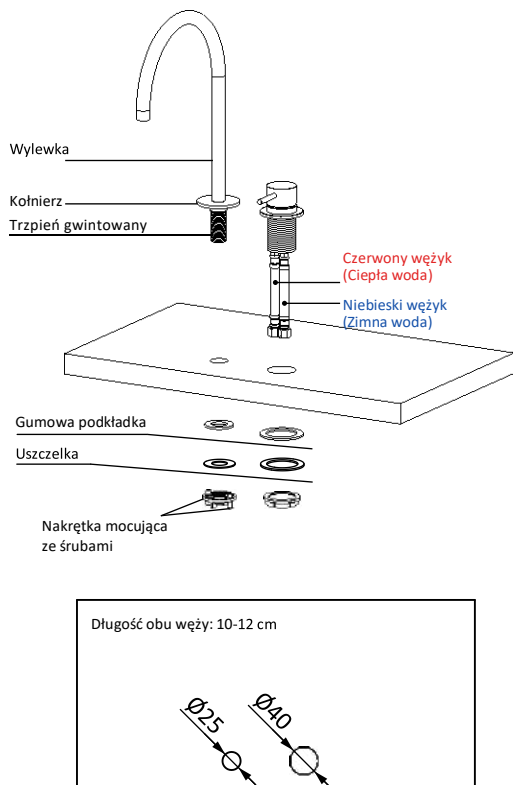 Wylewka
Kołnierz
Trzpień gwintowany
Czerwony wężyk
(Ciepła woda)
Niebieski wężyk
(Zimna woda)
Gumowa podkładka
Uszczelka
Nakrętka mocująca
ze śrubami
Długość obu węży: 10-12 cm
Ø25
Ø40